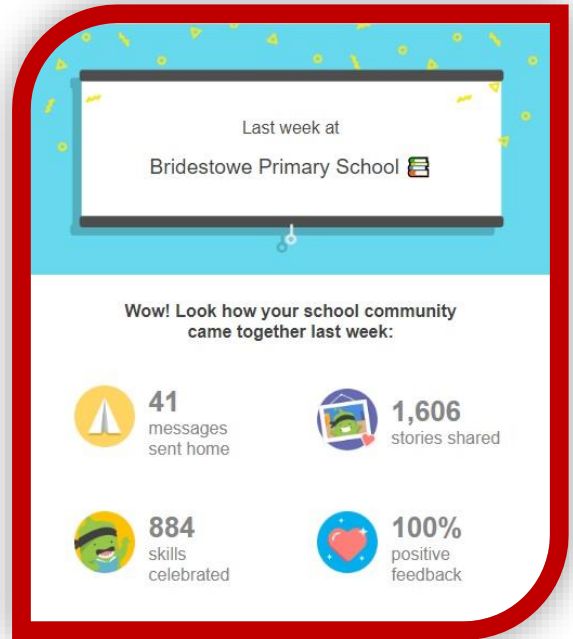 Last week at
Bridestowe Primary School
Wow! Look how your school community
came together last week:
41
messages
sent home
1,606
stories shared
884
skills
celebrated
100%
positive
feedback